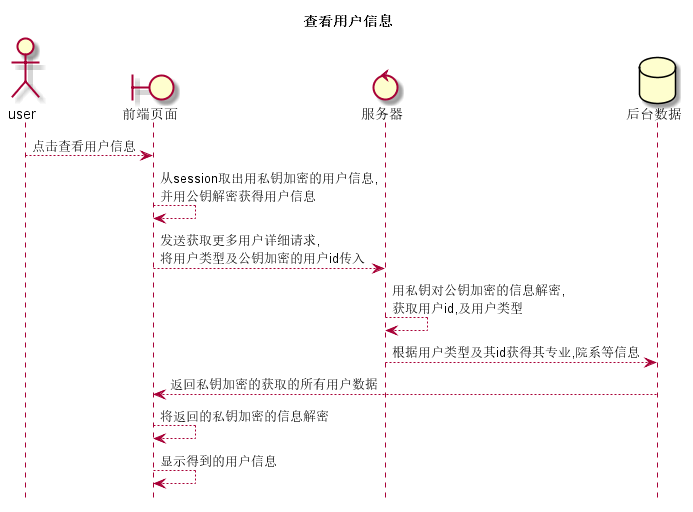 查看用户信息
user
前端页面
服务器
后台数据
点击查看用户信息
从session取出用私钥加密的用户信息,
并用公钥解密获得用户信息
发送获取更多用户详细请求,
将用户类型及公钥加密的用户id传入
用私钥对公钥加密的信息解密,
获取用户id,及用户类型
根据用户类型及其id获得其专业,院系等信息
返回私钥加密的获取的所有用户数据
将返回的私钥加密的信息解密
显示得到的用户信息